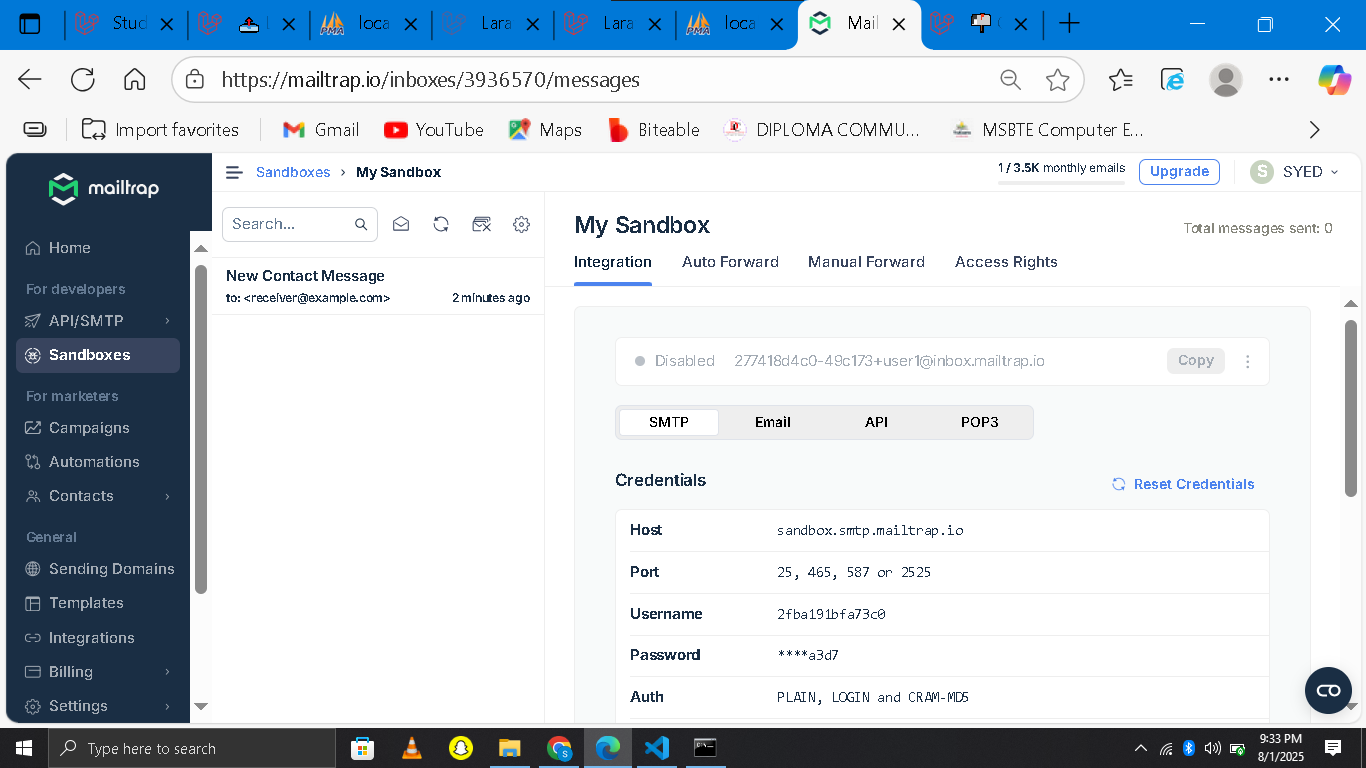 Stud
L
loca
Lara
Lara
loca
Mail
https://mailtrap.io/inboxes/3936570/messages
Import favorites
Gmail
YouTube
Maps
Biteable
DIPLOMA COMMU...
MSBTE Computer E...
mailtrap
Sandboxes › My Sandbox
1 / 3.5K monthly emails
Upgrade
S
SYED
Home
For developers
API/SMTP
Sandboxes
For marketers
Campaigns
Automations
Contacts
General
Sending Domains
Templates
Integrations
Billing
Settings
Search...
New Contact Message
to: <receiver@example.com>
2 minutes ago
My Sandbox
Total messages sent: 0
Integration
Auto Forward
Manual Forward
Access Rights
Disabled
277418d4c0-49c173+user1@inbox.mailtrap.io
Copy
SMTP
Email
API
POP3
Credentials
Reset Credentials
Host
sandbox.smtp.mailtrap.io
Port
25, 465, 587 or 2525
Username
2fba191bfa73c0
Password
****a3d7
Auth
PLAIN, LOGIN and CRAM-MD5
Type here to search
9:33 PM
8/1/2025